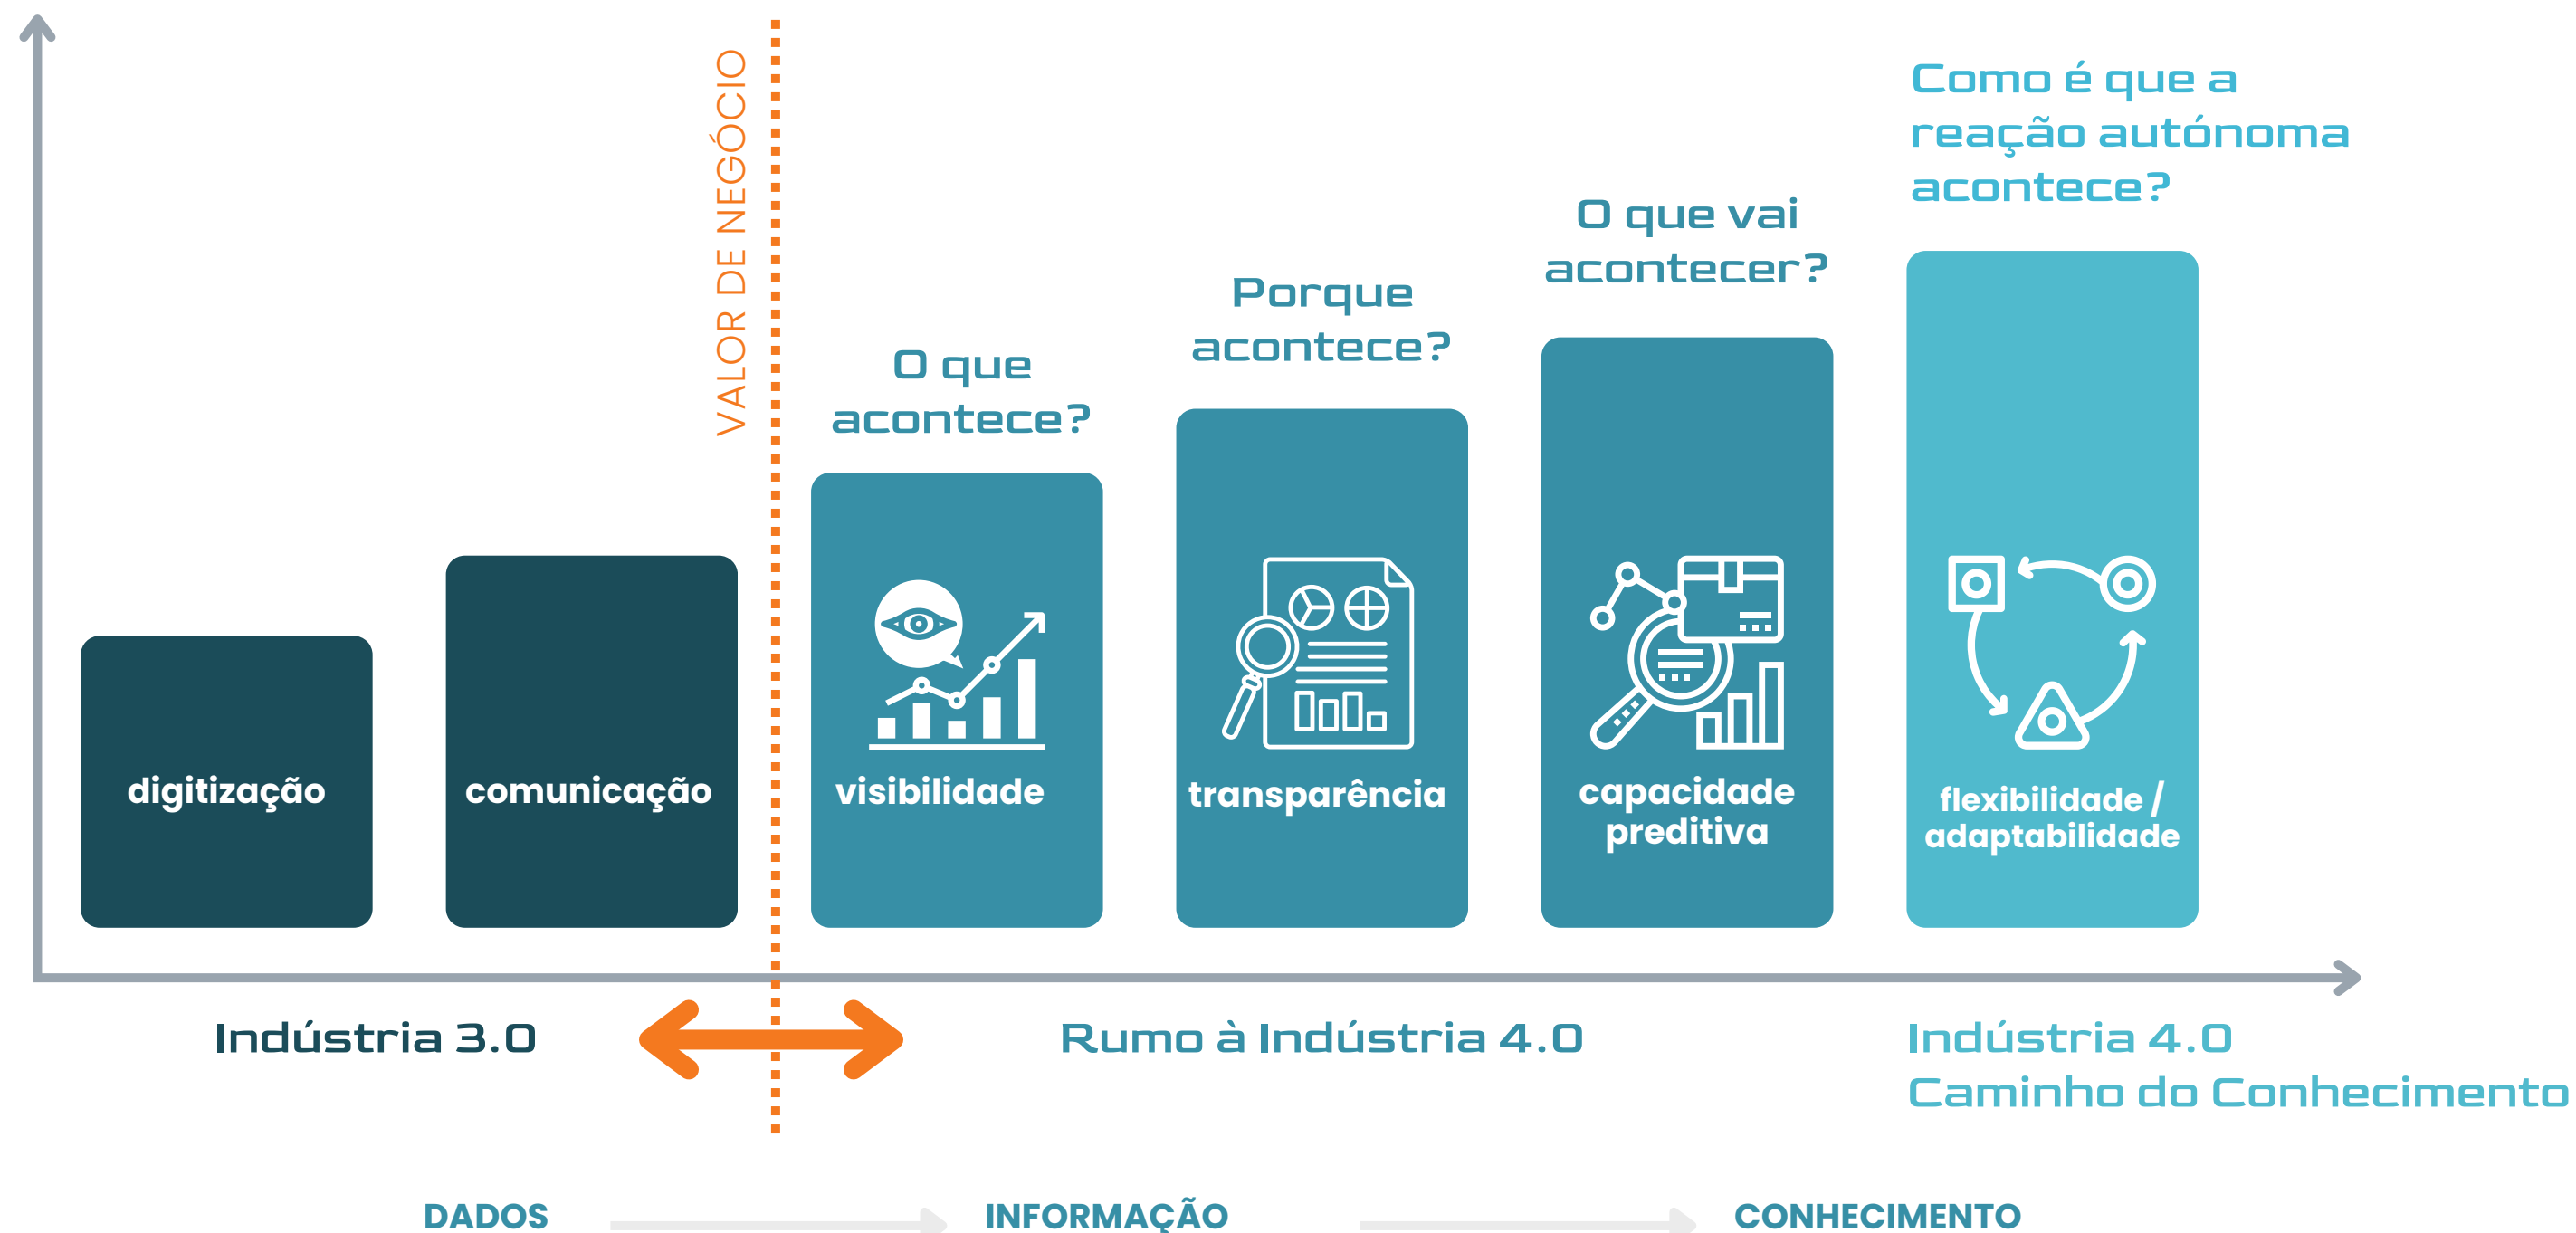 VALOR DE NEGÓCIO
O que
acontece?
Porque
acontece?
O que vai
acontecer?
Como é que a
reação autónoma
acontece?
digitização
comunicação
visibilidade
transparência
capacidade
preditiva
flexibilidade /
adaptabilidade
Indústria 3.0
Rumo à Indústria 4.0
Indústria 4.0
Caminho do Conhecimento
DADOS
INFORMAÇÃO
CONHECIMENTO